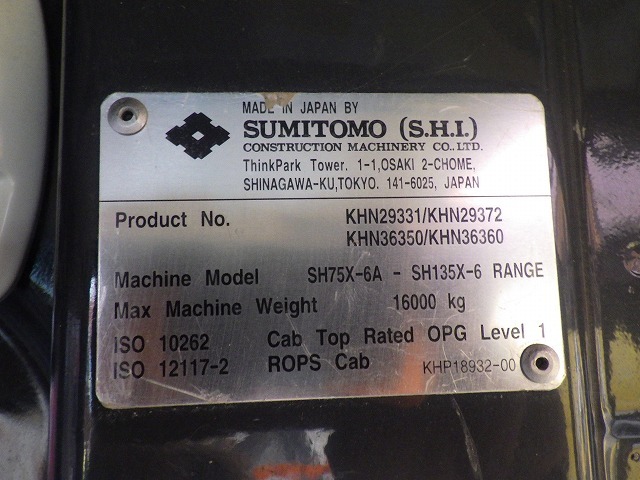 MADE IN JAPAN BY
SUMITOMO (S.H.I.)
CONSTRUCTION MACHINERY CO., LTD.
ThinkPark Tower. 1-1,OSAKI 2-CHOME,
SHINAGAWA-KU,TOKYO. 141-6025, JAPAN
Product No. KHN29331/KHN29372
KHN36350/KHN36360
Machine Model SH75X-6A - SH135X-6 RANGE
Max Machine Weight 16000 kg
ISO 10262 Cab Top Rated OPG Level 1
ISO 12117-2 ROPS Cab KHP18932-00